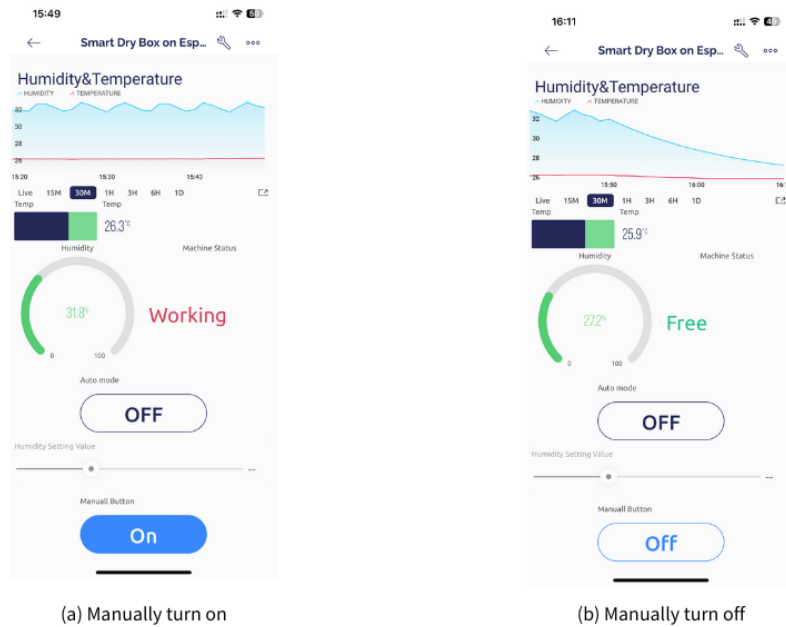 15:49
50
Smart Dry Box on Esp...
Humidity&Temperature
HUMIDITY TEMPERATURE
32
30
28
26
15:20 15:30 15:40
Live 15M 30M 1H 3H 6H 1D
Temp Temp
26.3°C
Humidity Machine Status
31.8%
Working
0 100
Auto mode
OFF
Humidity Setting Value
--
Manuall Button
On
(a) Manually turn on
16:11
Smart Dry Box on Esp...
Humidity&Temperature
HUMIDITY TEMPERATURE
32
30
28
26
15:50 16:00 16:
Live 15M 30M 1H 3H 6H 1D
Temp Temp
25.9°C
Humidity Machine Status
27.2%
Free
0 100
Auto mode
OFF
Humidity Setting Value
--
Manuall Button
Off
(b) Manually turn off